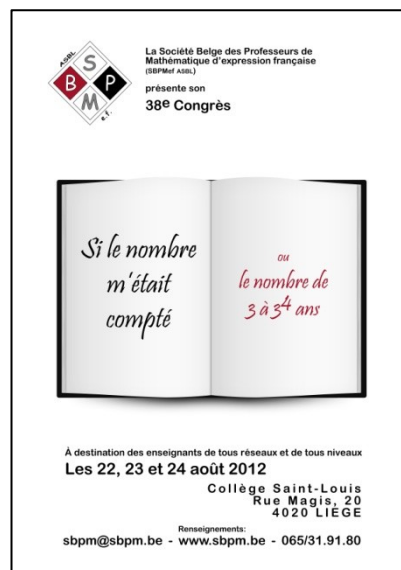 ASBL
S
B P
M
e.f.
La Société Belge des Professeurs de
Mathématique d'expression française
(SBPMef ASBL)
présente son
38e Congrès
Si le nombre
m'était
compté
ou
le nombre de
3 à 3⁴ ans
À destination des enseignants de tous réseaux et de tous niveaux
Les 22, 23 et 24 août 2012
Collège Saint-Louis
Rue Magis, 20
4020 LIÈGE
Renseignements:
sbpm@sbpm.be - www.sbpm.be - 065/31.91.80